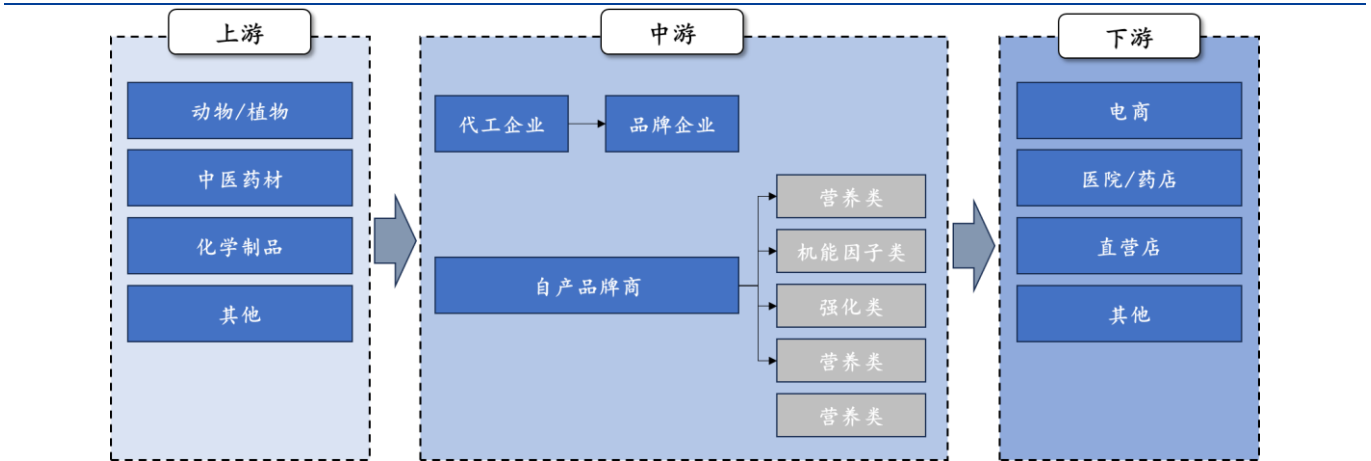 上游
动物/植物
中医药材
化学制品
其他
中游
代工企业
品牌企业
自产品牌商
营养类
机能因子类
强化类
营养类
营养类
下游
电商
医院/药店
直营店
其他